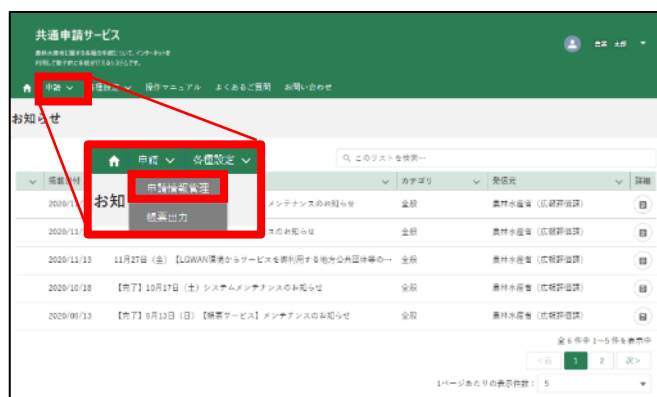 共通申請サービス
農林水産省に関する各種の手続について、インターネットを
利用して電子的に手続が行えるシステムです。
申請 各種設定 操作マニュアル よくあるご質問 お問い合わせ
お知らせ
申請 各種設定
このリストを検索…
申請情報管理
帳票出力
お知
掲載日付 カテゴリ 発信元 詳細
メンテナンスのお知らせ 全般 農林水産省（広報評価課）
スのお知らせ 全般 農林水産省（広報評価課）
2020/11/13 11月27日（金）【LGWAN環境からサービスを御利用する地方公共団体等の… 全般 農林水産省（広報評価課）
2020/10/18 【完了】10月17日（土）システムメンテナンスのお知らせ 全般 農林水産省（広報評価課）
2020/09/13 【完了】9月13日（日）【帳票サービス】メンテナンスのお知らせ 全般 農林水産省（広報評価課）
全 6 件中 1～5 件を表示中
<前 1 2 次>
1ページあたりの表示件数： 5